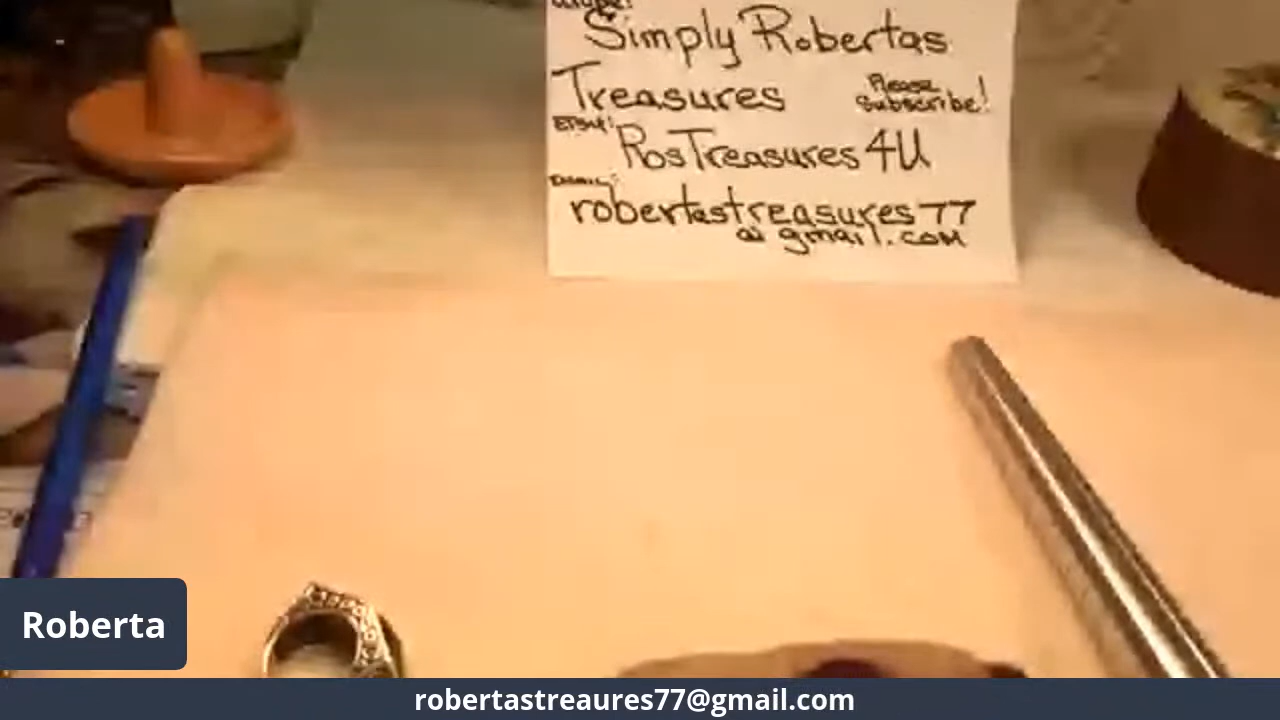 Simply Robertas
Treasures Please
Subscribe!
Etsy!
RosTreasures4U
Email:
robertastreasures77
@ gmail.com
Roberta
robertastreaures77@gmail.com